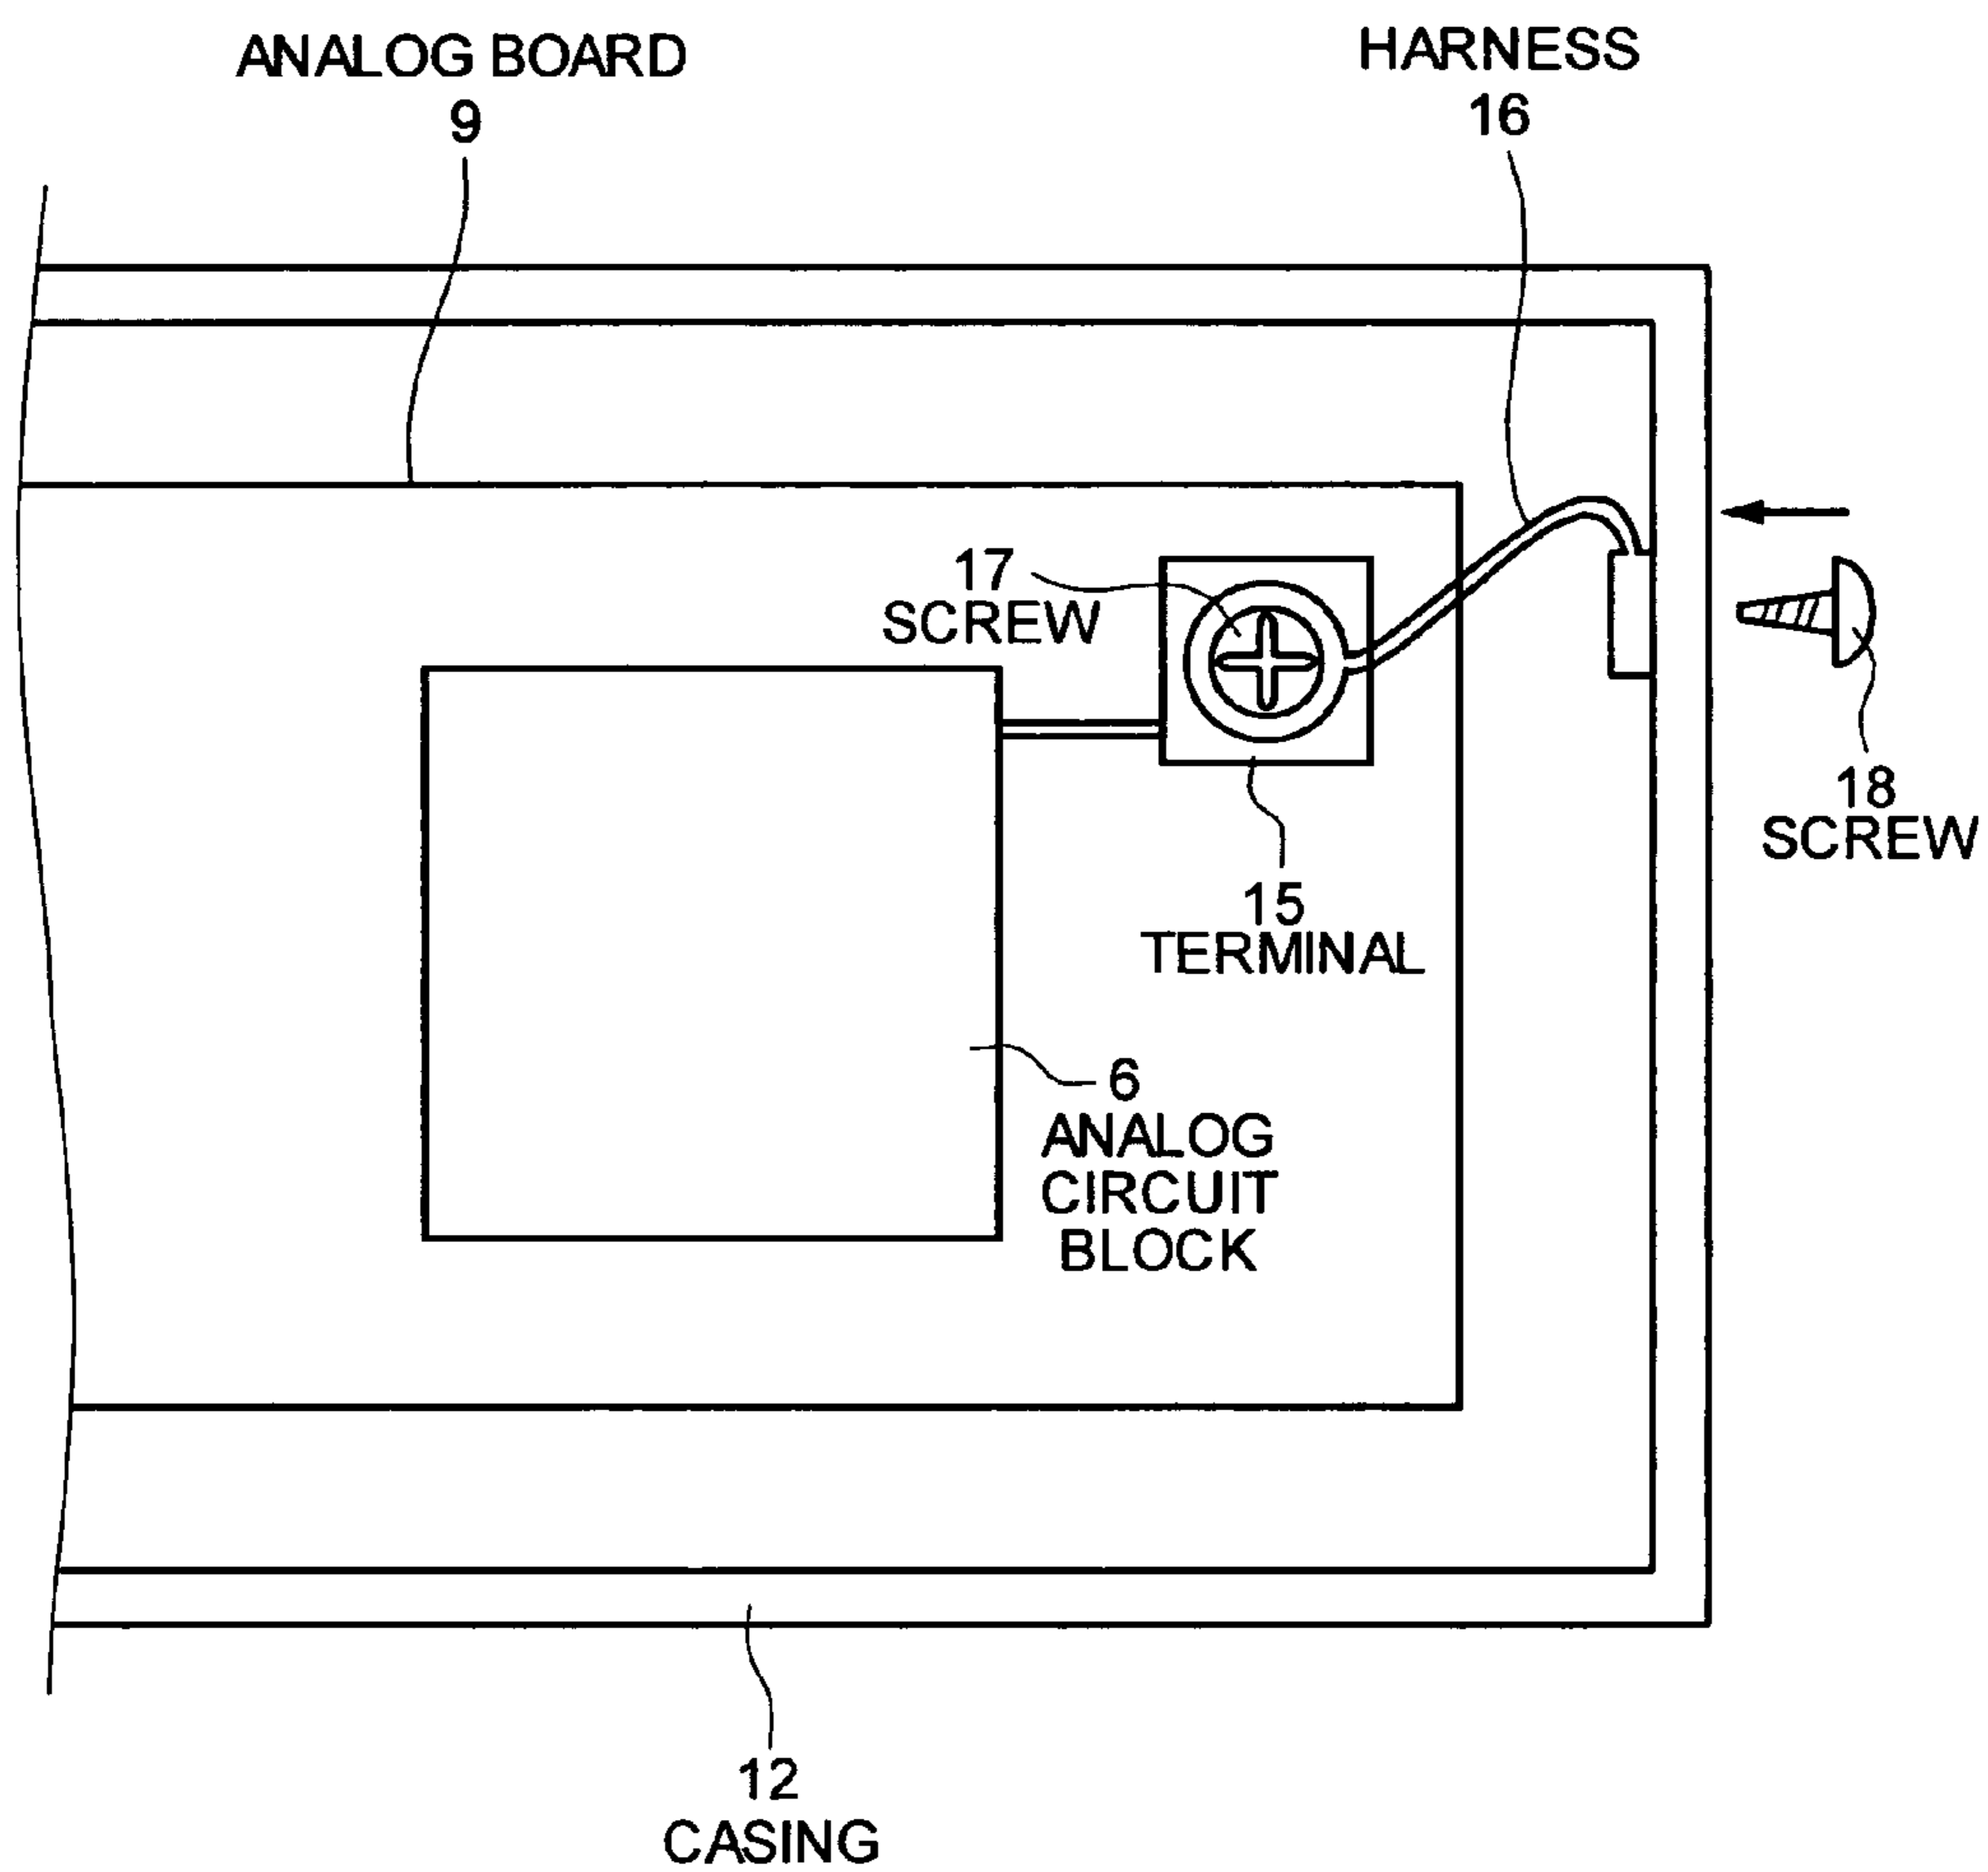 ANALOG BOARD
9
HARNESS
16
17
SCREW
18
SCREW
15
TERMINAL
6
ANALOG
CIRCUIT
BLOCK
12
CASING